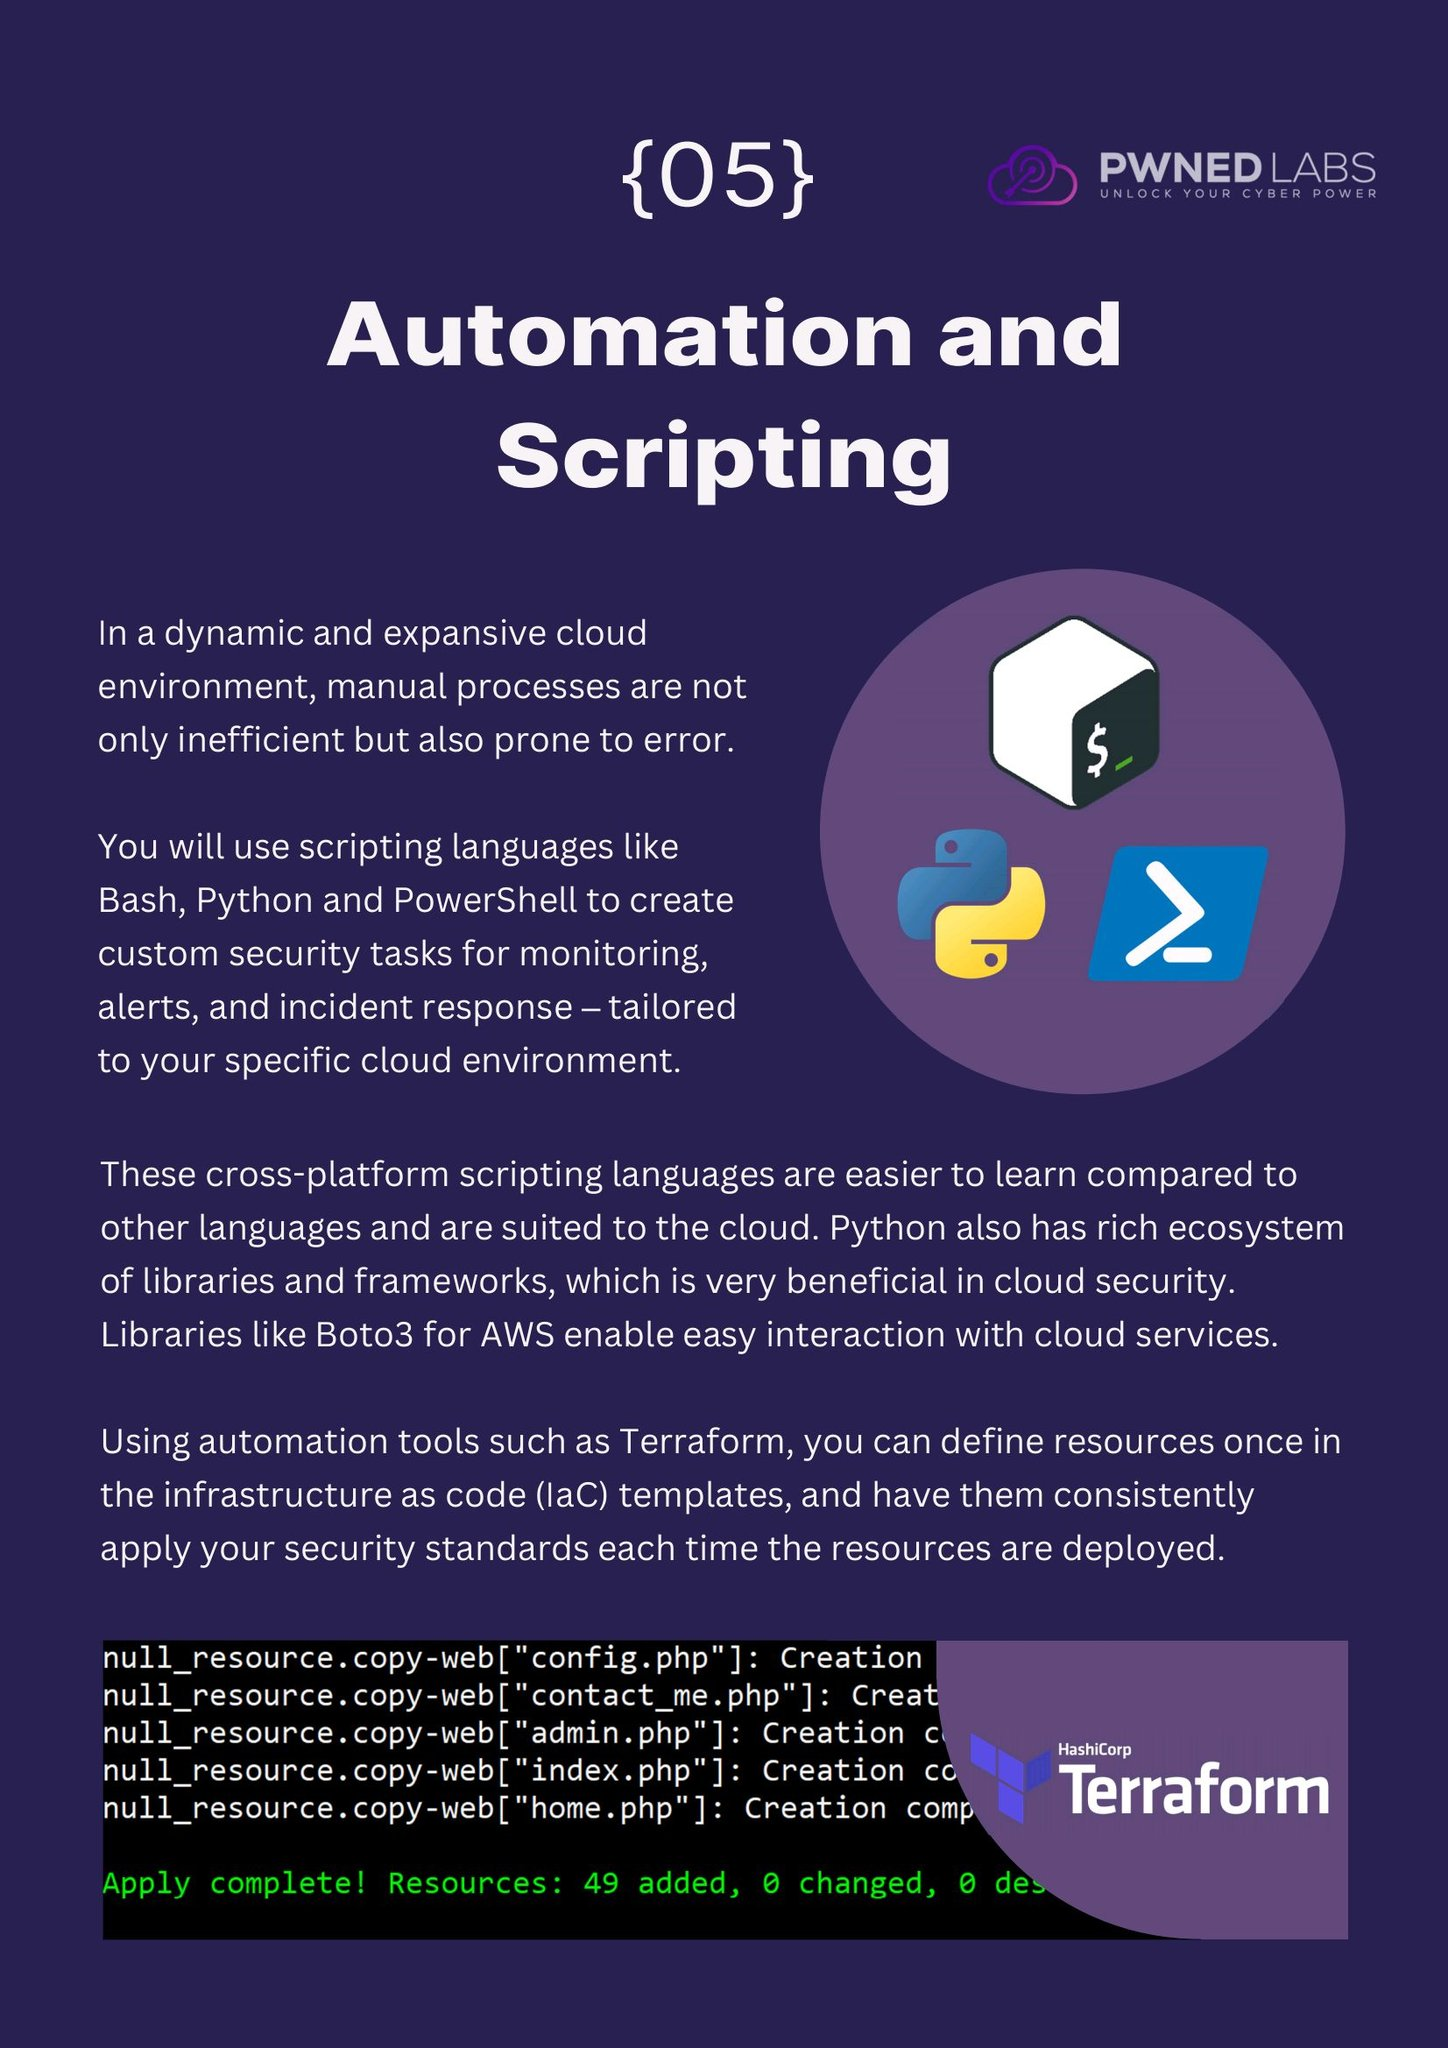 {05}
PWNED LABS
UNLOCK YOUR CYBER POWER
Automation and
Scripting
In a dynamic and expansive cloud
environment, manual processes are not
only inefficient but also prone to error.
$_
You will use scripting languages like
Bash, Python and PowerShell to create
custom security tasks for monitoring,
alerts, and incident response – tailored
to your specific cloud environment.
These cross-platform scripting languages are easier to learn compared to
other languages and are suited to the cloud. Python also has rich ecosystem
of libraries and frameworks, which is very beneficial in cloud security.
Libraries like Boto3 for AWS enable easy interaction with cloud services.
Using automation tools such as Terraform, you can define resources once in
the infrastructure as code (IaC) templates, and have them consistently
apply your security standards each time the resources are deployed.
null_resource.copy-web["config.php"]: Creation
null_resource.copy-web["contact_me.php"]: Creat
null_resource.copy-web["admin.php"]: Creation c
null_resource.copy-web["index.php"]: Creation co
null_resource.copy-web["home.php"]: Creation comp
Apply complete! Resources: 49 added, 0 changed, 0 des
HashiCorp
Terraform